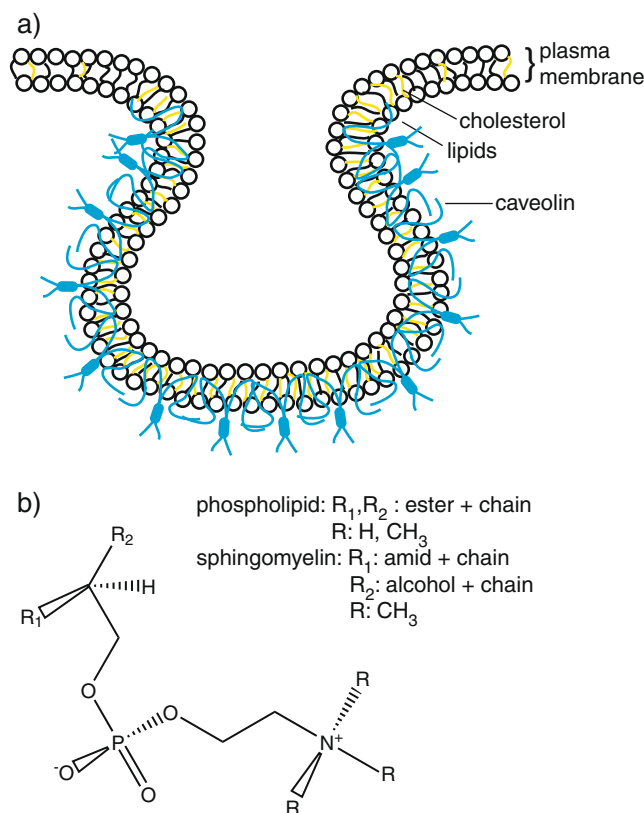 a)
plasma
membrane
cholesterol
lipids
caveolin
b)
phospholipid: R₁,R₂ : ester + chain
R: H, CH₃
sphingomyelin: R₁: amid + chain
R₂: alcohol + chain
R: CH₃
R₂
H
R₁
O
O
R
P
N⁺
⁻O
O
R
R